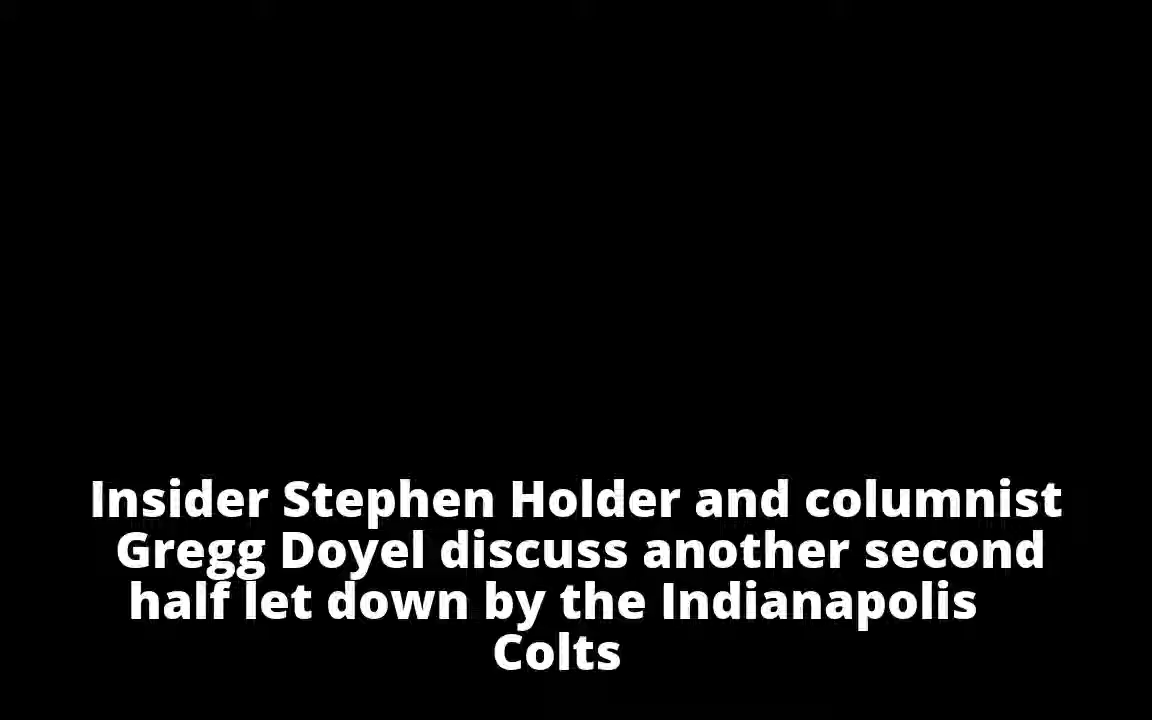 Insider Stephen Holder and columnist
Gregg Doyel discuss another second
half let down by the Indianapolis
Colts